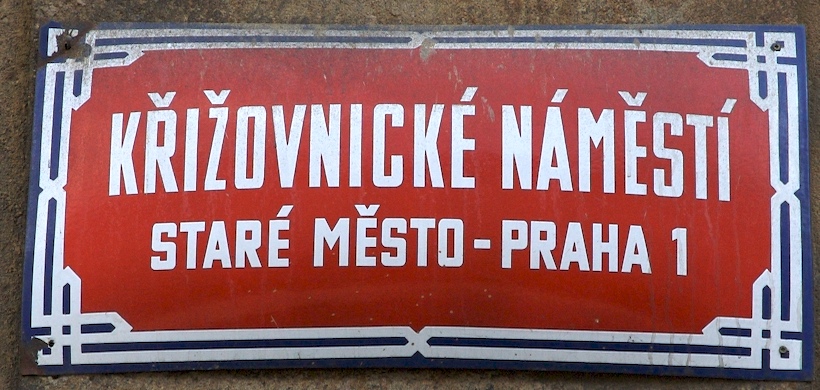 KŘIŽOVNICKÉ NÁMĚSTÍ
STARÉ MĚSTO - PRAHA 1